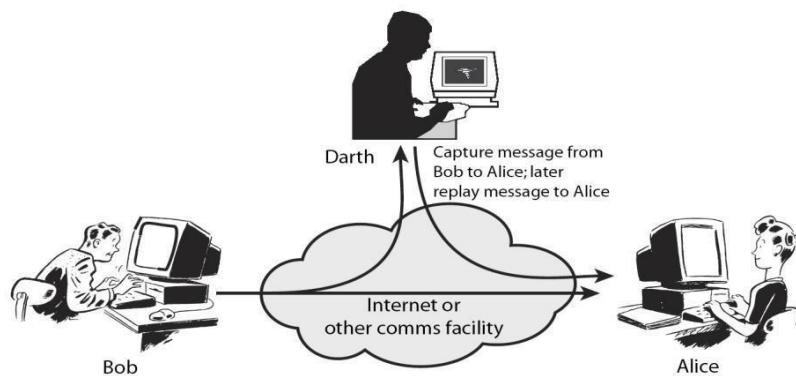 Darth
Capture message from
Bob to Alice; later
replay message to Alice
Internet or
other comms facility
Bob
Alice